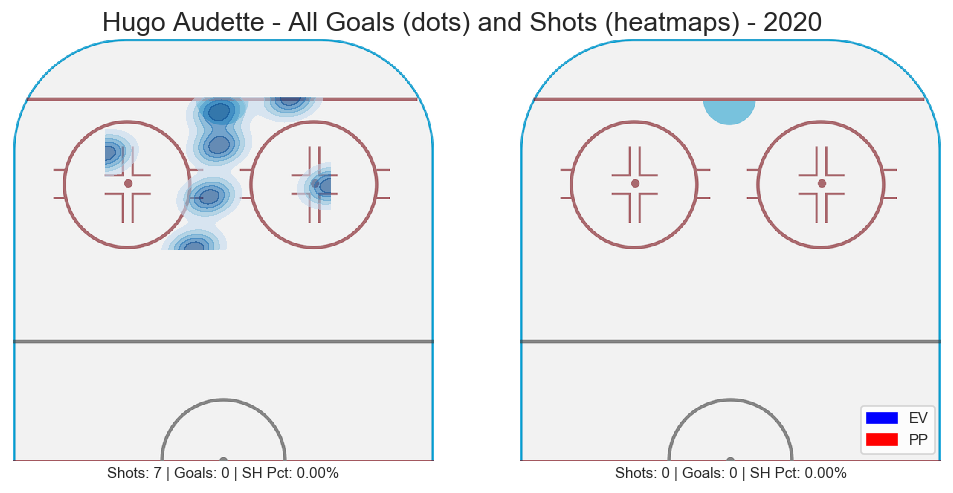 Hugo Audette - All Goals (dots) and Shots (heatmaps) - 2020
EV
PP
Shots: 7 | Goals: 0 | SH Pct: 0.00%
Shots: 0 | Goals: 0 | SH Pct: 0.00%